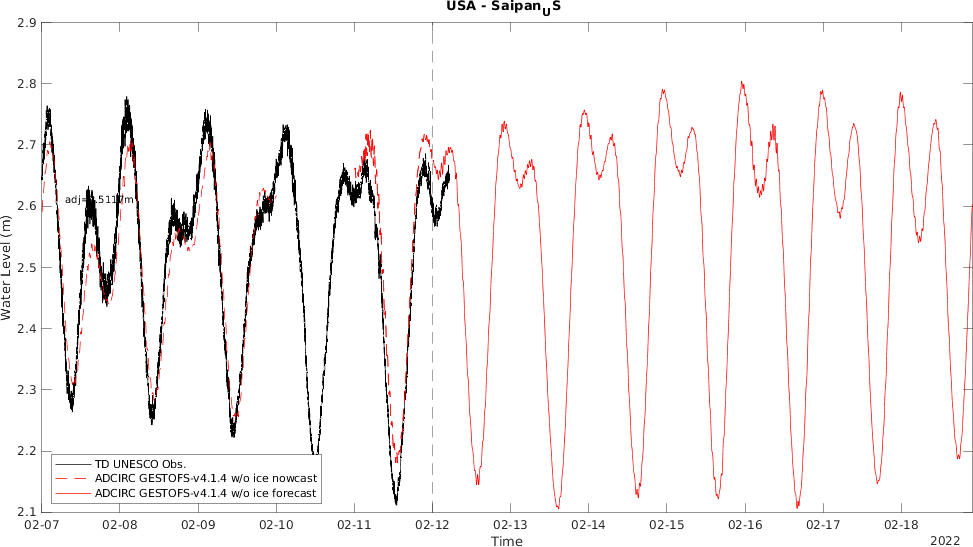 USA - SaipanUS
2.9
2.8
2.7
2.6
2.5
2.4
2.3
2.2
2.1
Water Level (m)
TD UNESCO Obs.
ADCIRC GESTOFS-v4.1.4 w/o ice nowcast
ADCIRC GESTOFS-v4.1.4 w/o ice forecast
02-07 02-08 02-09 02-10 02-11 02-12 02-13 02-14 02-15 02-16 02-17 02-18
Time
2022